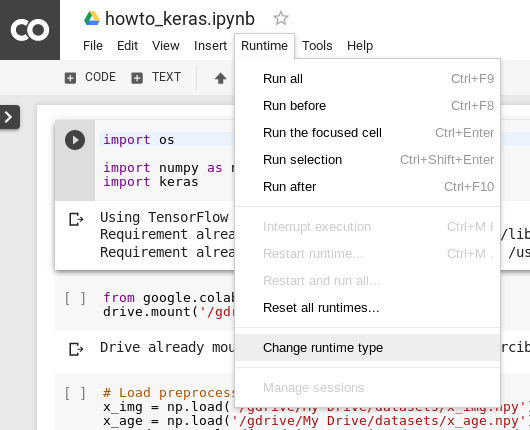 CO
howto_keras.ipynb
File Edit View Insert Runtime Tools Help
CODE TEXT
Run all Ctrl+F9
Run before Ctrl+F8
Run the focused cell Ctrl+Enter
Run selection Ctrl+Shift+Enter
Run after Ctrl+F10
Interrupt execution Ctrl+M I
Restart runtime... Ctrl+M .
Restart and run all...
Reset all runtimes...
Change runtime type
Manage sessions
import os
import numpy as
import keras
Using TensorFlow
Requirement alrea /lib
Requirement alrea /us
[ ] from google.colab
drive.mount('/gdr
Drive already mou rcib
[ ] # Load preprocess
x_img = np.load('/gdrive/My Drive/datasets/x_img.npy')
x_age = np.load('/gdrive/My Drive/datasets/x_age.npy')